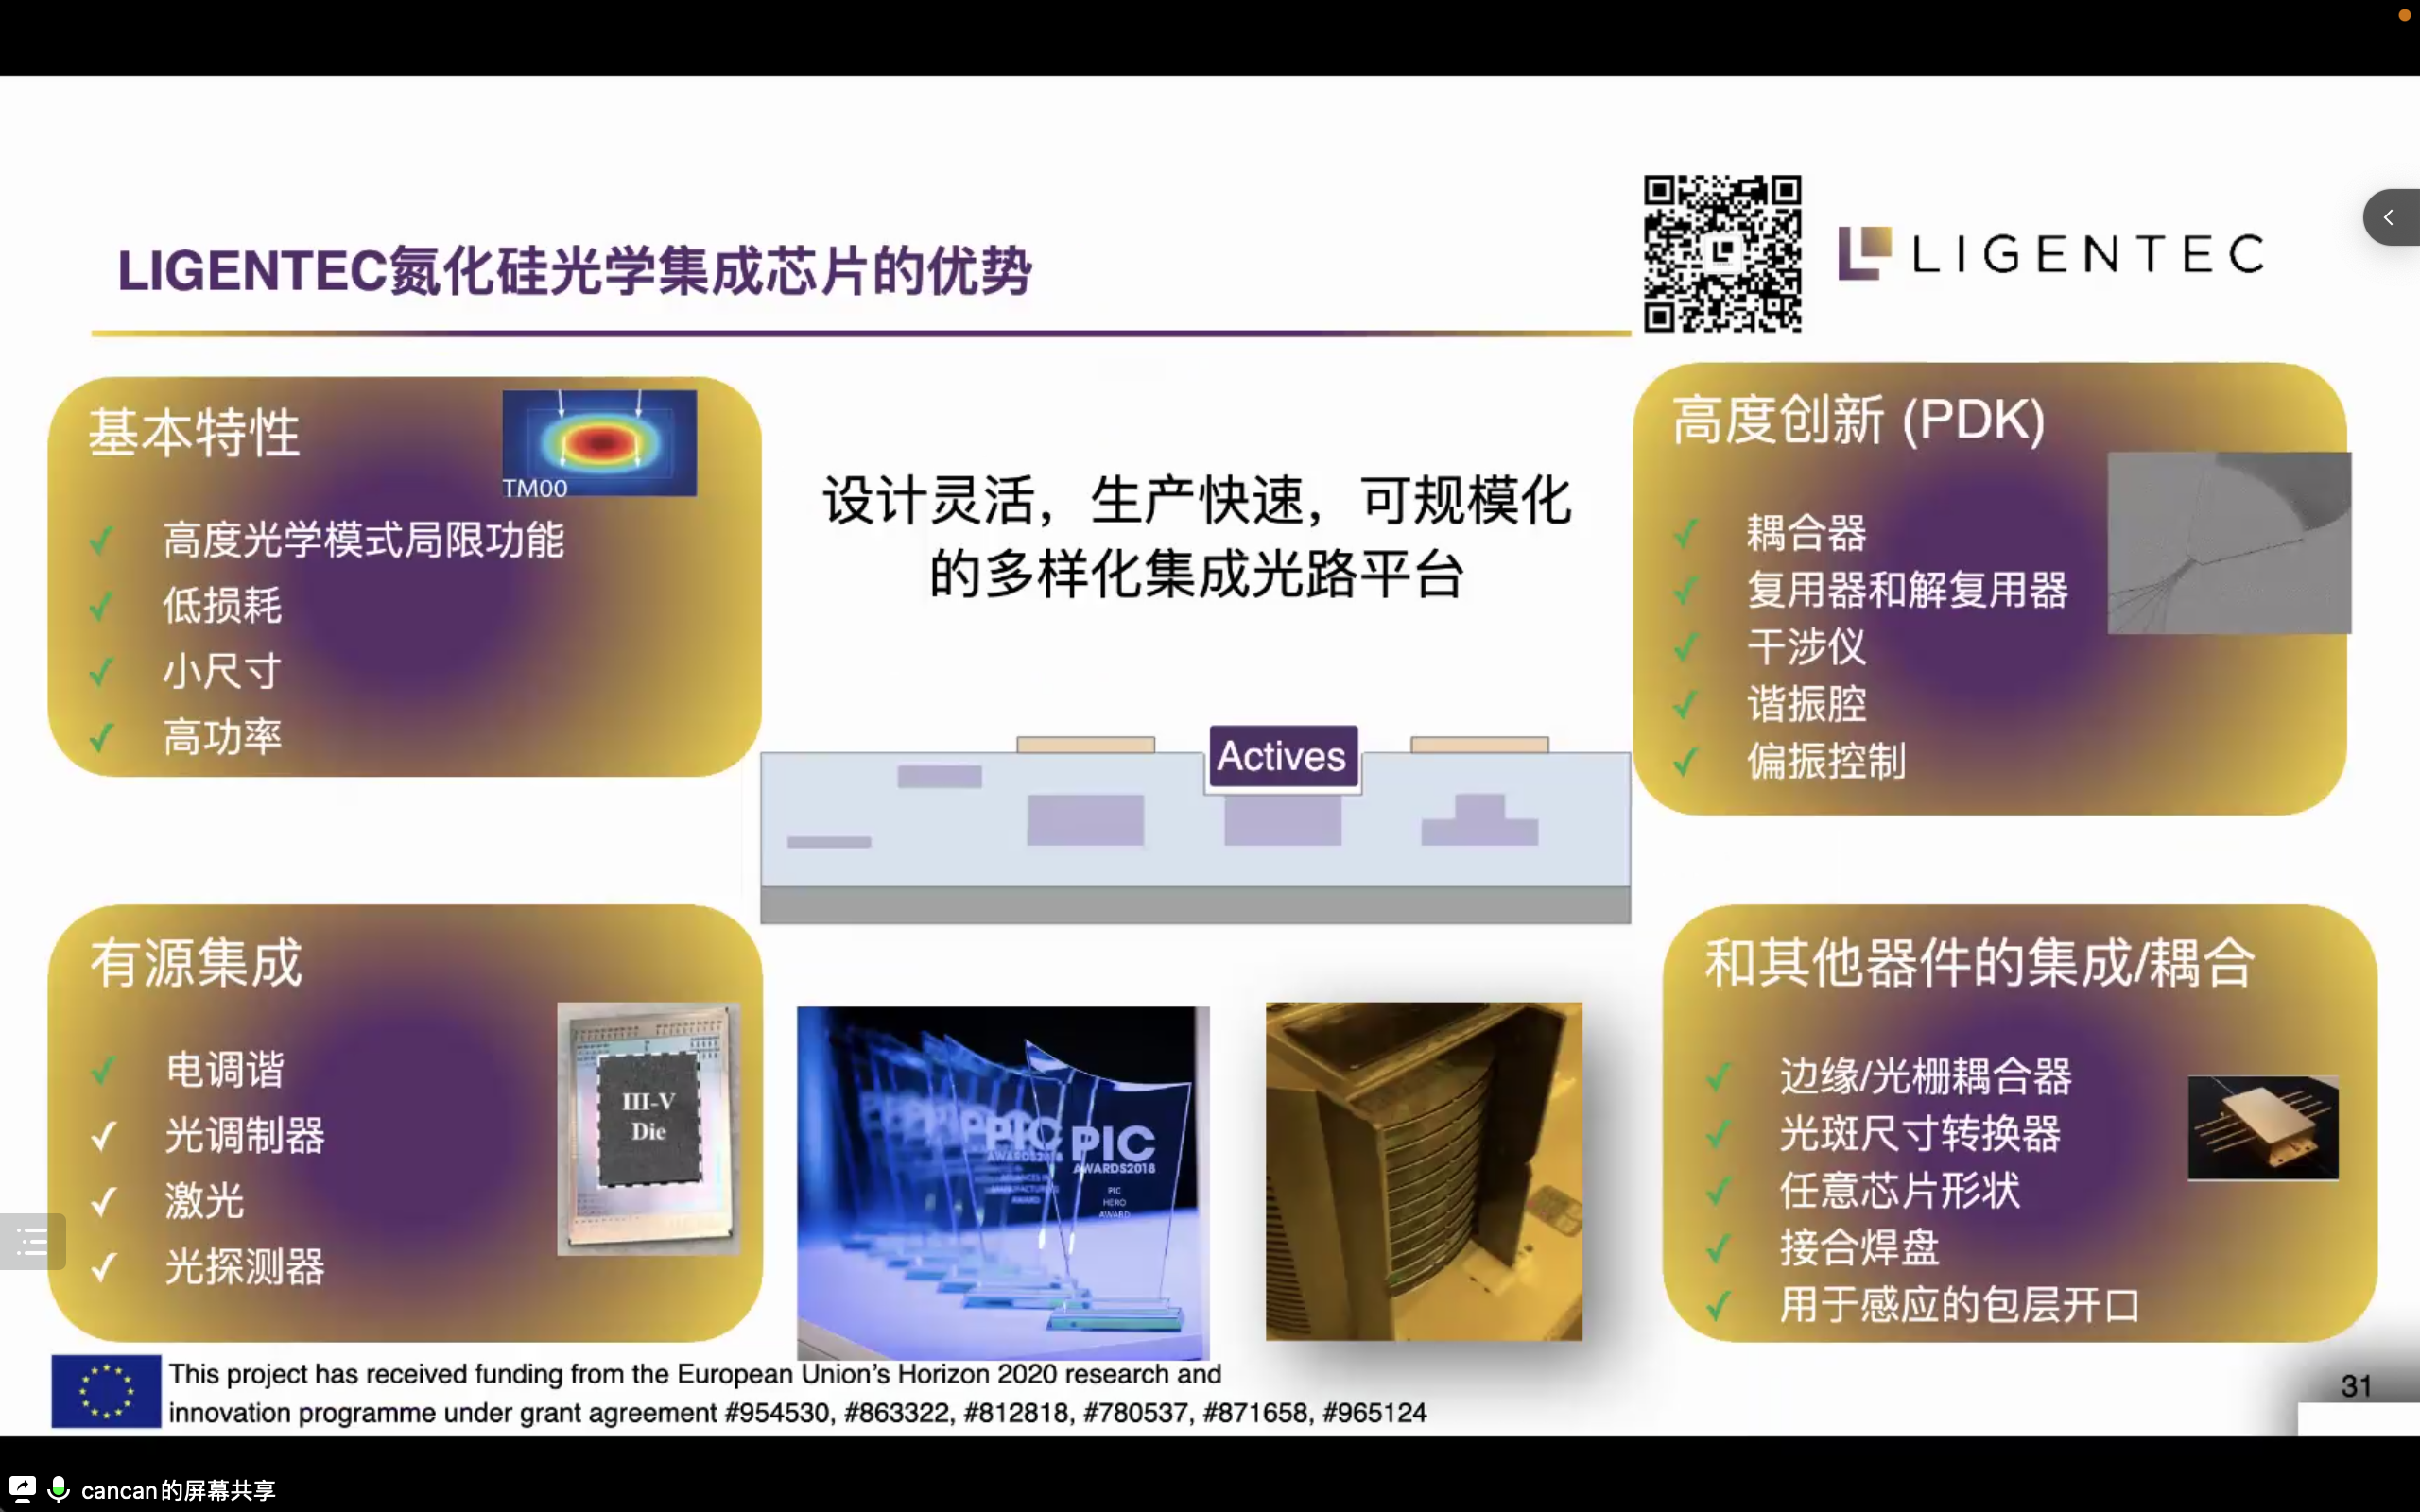 LIGENTEC氮化硅光学集成芯片的优势
LIGENTEC
基本特性
TM00
高度光学模式局限功能
低损耗
小尺寸
高功率
设计灵活，生产快速，可规模化
的多样化集成光路平台
Actives
高度创新 (PDK)
耦合器
复用器和解复用器
干涉仪
谐振腔
偏振控制
有源集成
电调谐
光调制器
激光
光探测器
III-V
Die
PIC
AWARDS2018
PIC
HERO
AWARD
和其他器件的集成/耦合
边缘/光栅耦合器
光斑尺寸转换器
任意芯片形状
接合焊盘
用于感应的包层开口
This project has received funding from the European Union’s Horizon 2020 research and
innovation programme under grant agreement #954530, #863322, #812818, #780537, #871658, #965124
31
cancan的屏幕共享